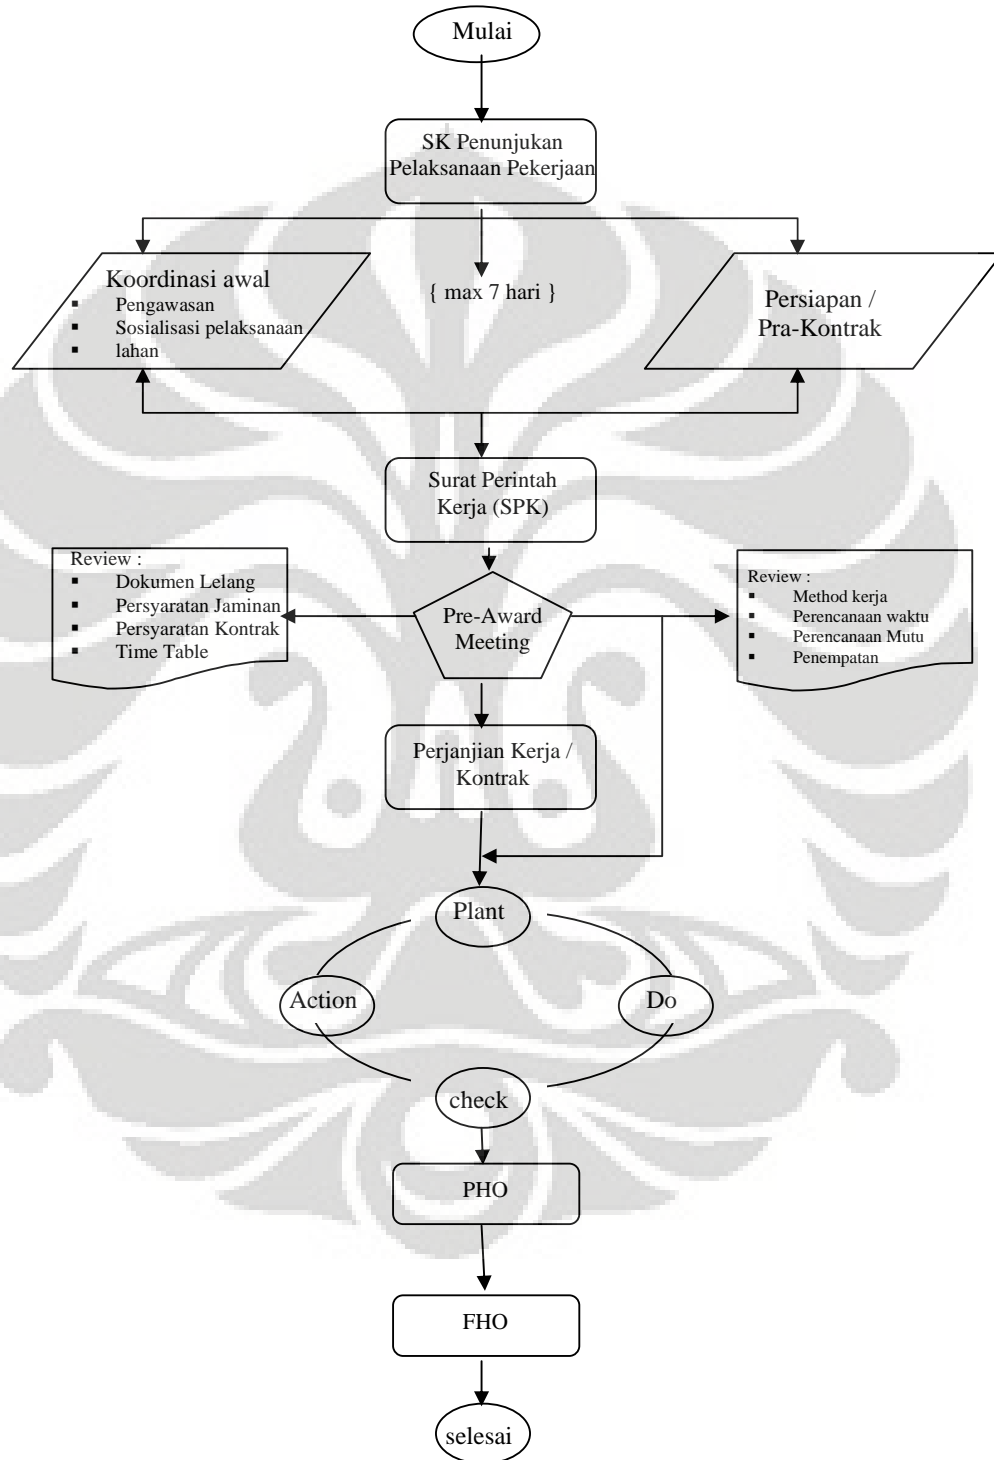 Mulai
SK Penunjukan
Pelaksanaan Pekerjaan
Koordinasi awal
▪ Pengawasan
▪ Sosialisasi pelaksanaan
▪ lahan
{ max 7 hari }
Persiapan /
Pra-Kontrak
Surat Perintah
Kerja (SPK)
Review :
▪ Dokumen Lelang
▪ Persyaratan Jaminan
▪ Persyaratan Kontrak
▪ Time Table
Pre-Award
Meeting
Review :
▪ Method kerja
▪ Perencanaan waktu
▪ Perencanaan Mutu
▪ Penempatan
Perjanjian Kerja /
Kontrak
Plant
Action
Do
check
PHO
FHO
selesai